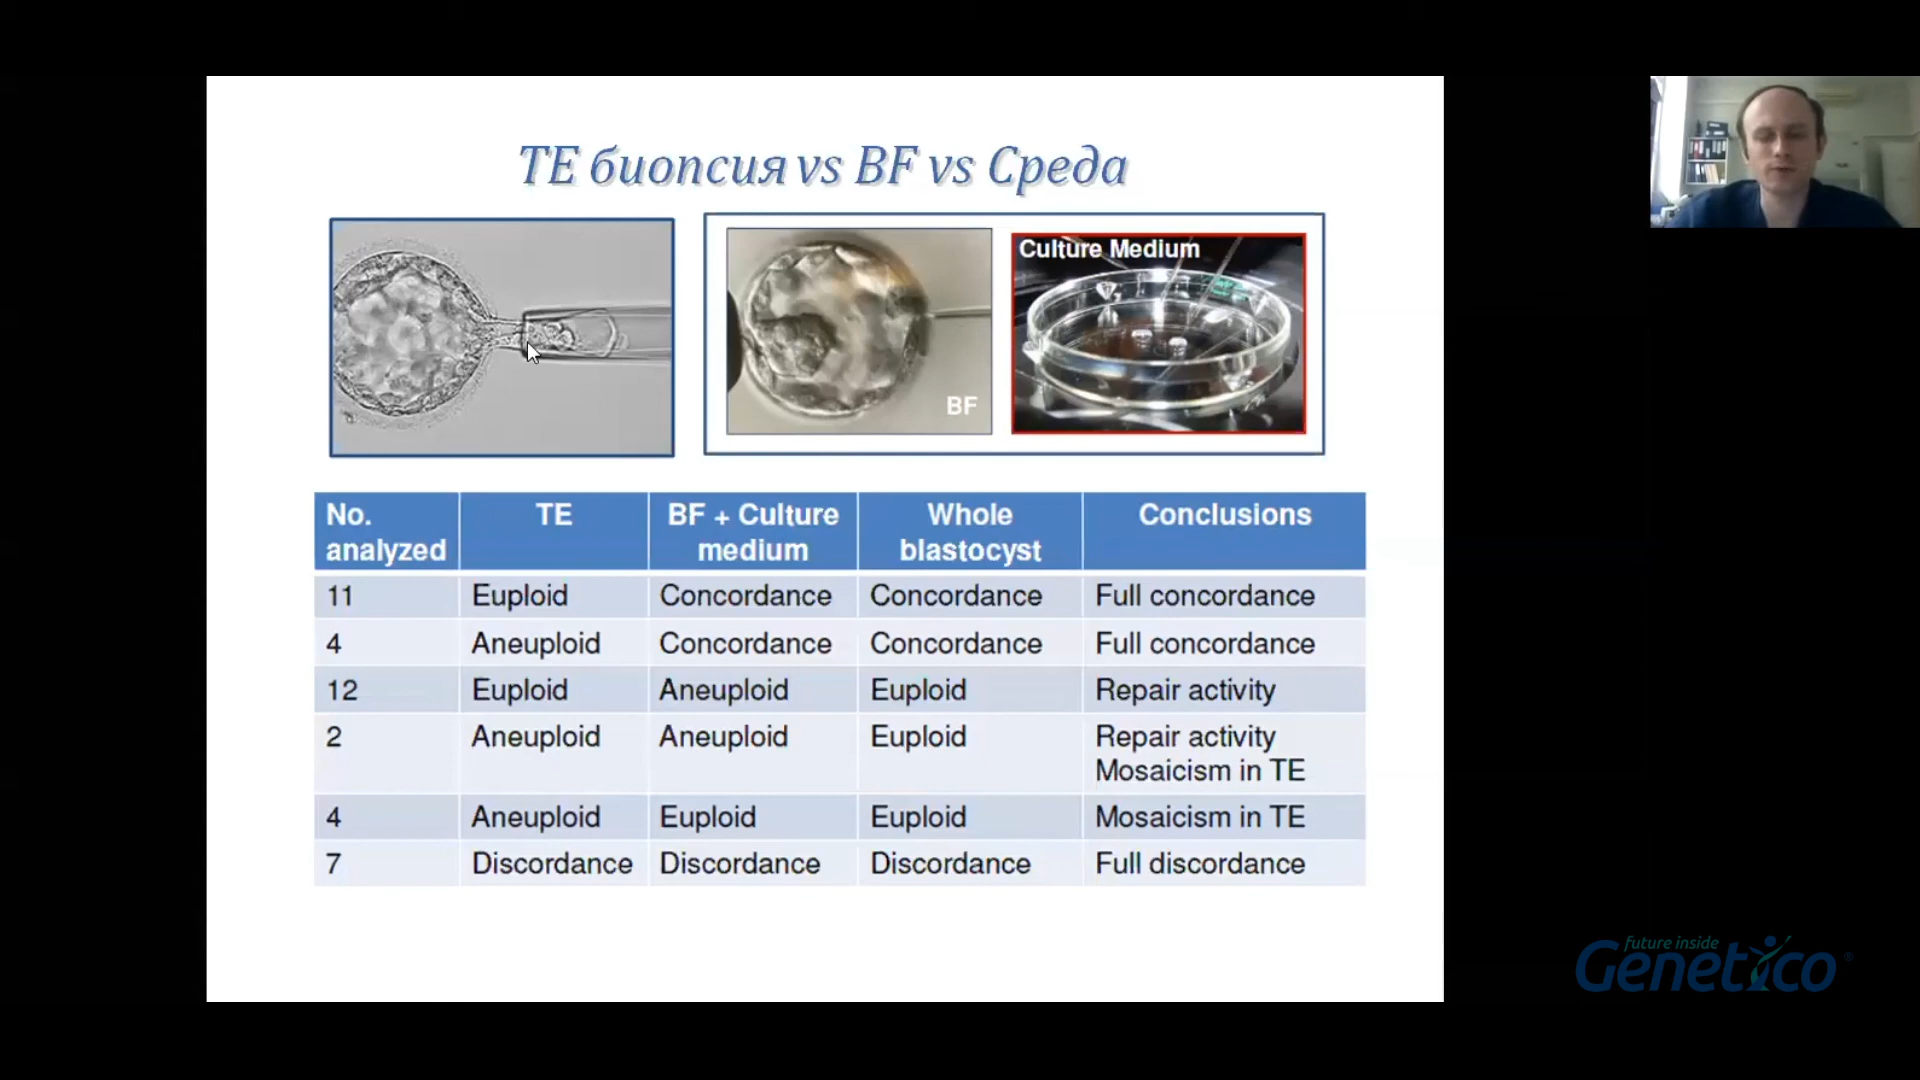 TE биопсия vs BF vs Среда
Culture Medium
BF
No. analyzed TE BF + Culture medium Whole blastocyst Conclusions
11 Euploid Concordance Concordance Full concordance
4 Aneuploid Concordance Concordance Full concordance
12 Euploid Aneuploid Euploid Repair activity
2 Aneuploid Aneuploid Euploid Repair activity
Mosaicism in TE
4 Aneuploid Euploid Euploid Mosaicism in TE
7 Discordance Discordance Discordance Full discordance
future inside
Genetico®